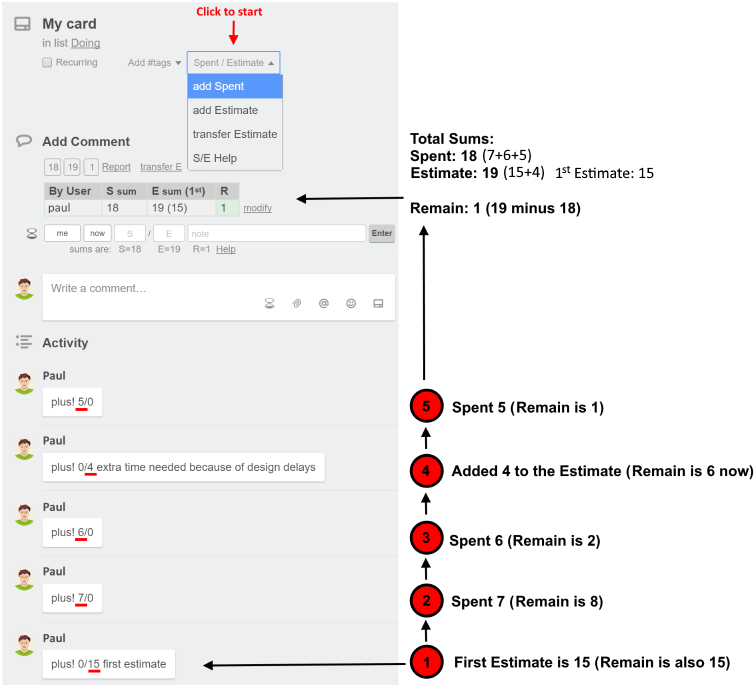 Click to start
My card
in list Doing
Recurring Add #tags Spent / Estimate
add Spent
add Estimate
transfer Estimate
S/E Help
Add Comment
18 19 1 Report transfer E
By User S sum E sum (1st) R
paul 18 19 (15) 1 modify
me now S / E note Enter
sums are: S=18 E=19 R=1 Help
Write a comment…
Activity
Paul
plus! 5/0
Paul
plus! 0/4 extra time needed because of design delays
Paul
plus! 6/0
Paul
plus! 7/0
Paul
plus! 0/15 first estimate
Total Sums:
Spent: 18 (7+6+5)
Estimate: 19 (15+4) 1st Estimate: 15
Remain: 1 (19 minus 18)
5 Spent 5 (Remain is 1)
4 Added 4 to the Estimate (Remain is 6 now)
3 Spent 6 (Remain is 2)
2 Spent 7 (Remain is 8)
1 First Estimate is 15 (Remain is also 15)